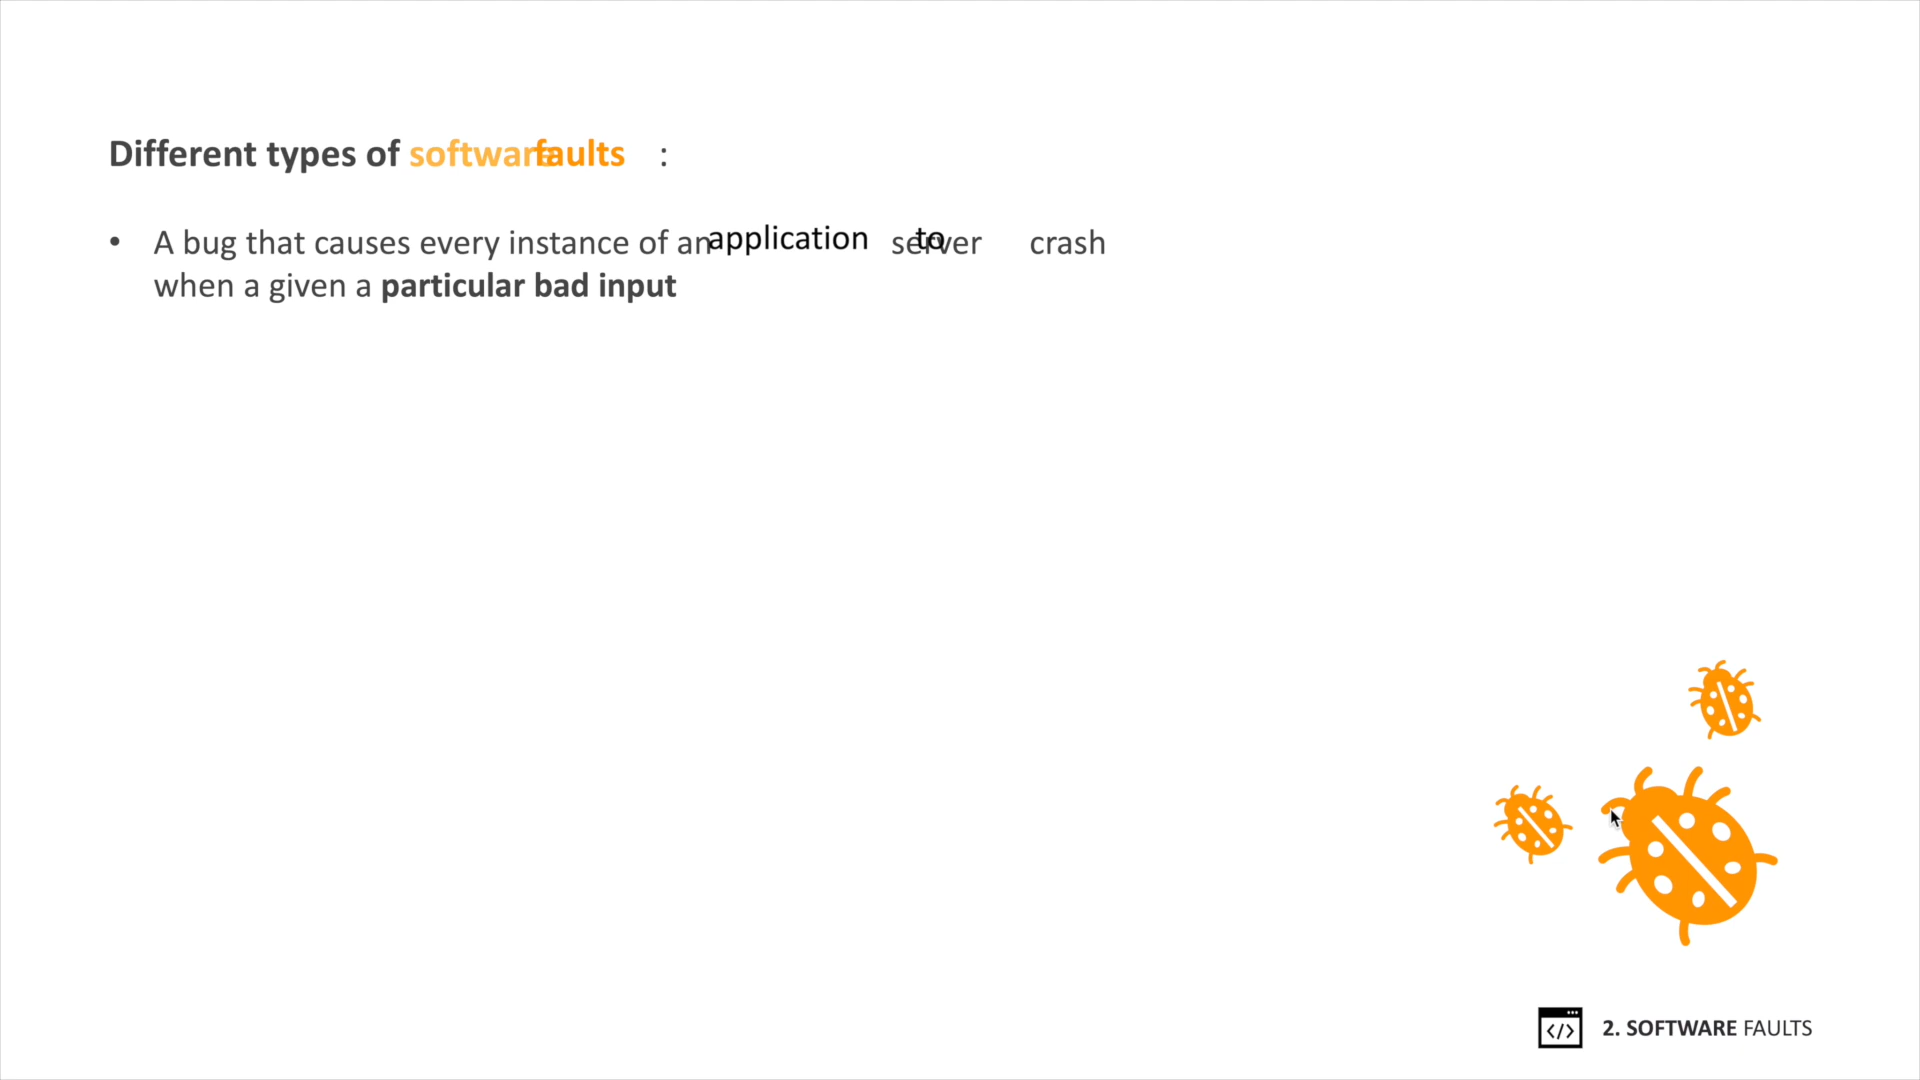 Different types of software faults :
• A bug that causes every instance of an application server to crash
when a given a particular bad input
</>
2. SOFTWARE FAULTS